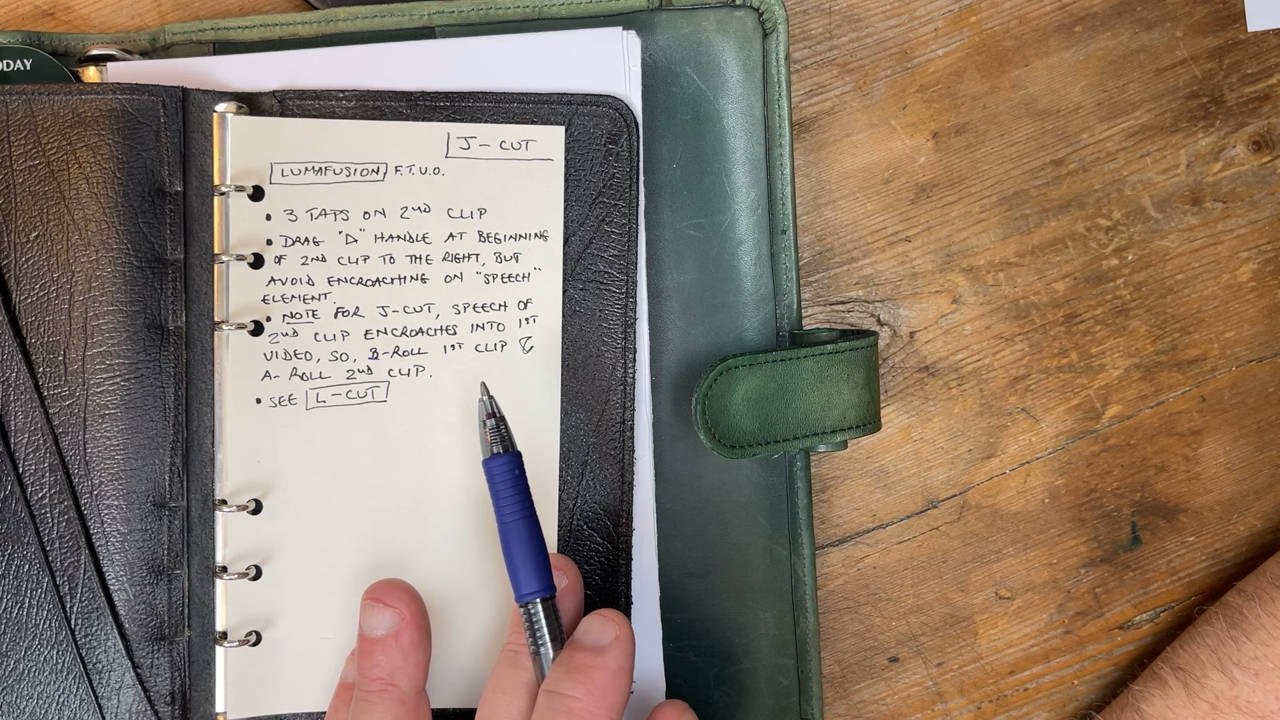 ODAY
J-CUT
LUMAFUSION F.T.V.O.
• 3 TAPS ON 2ND CLIP
• DRAG "Δ" HANDLE AT BEGINNING
OF 2ND CLIP TO THE RIGHT, BUT
AVOID ENCROACHING ON "SPEECH"
ELEMENT.
• NOTE FOR J-CUT, SPEECH OF
2ND CLIP ENCROACHES INTO 1ST
VIDEO, SO, B-ROLL 1ST CLIP &
A-ROLL 2ND CLIP.
• SEE L-CUT